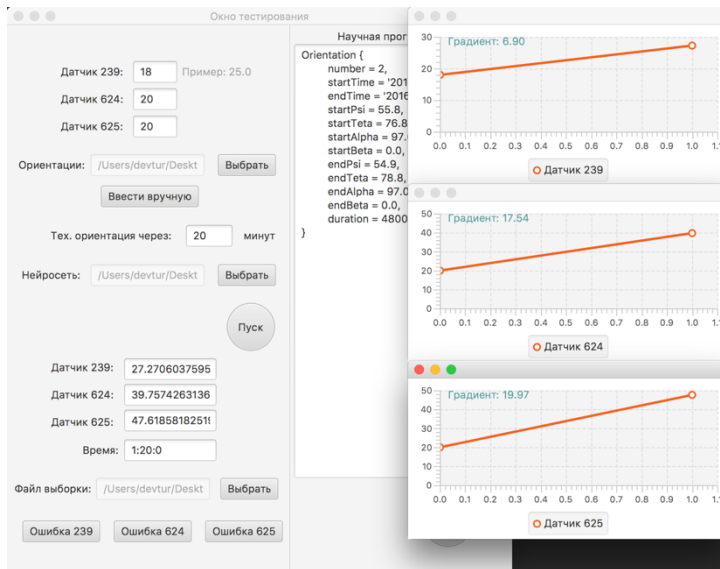 Окно тестирования
Датчик 239: 18 Пример: 25.0
Датчик 624: 20
Датчик 625: 20
Ориентации: /Users/devtur/Deskt Выбрать
Ввести вручную
Тех. ориентация через: 20 минут
Нейросеть: /Users/devtur/Deskt Выбрать
Пуск
Датчик 239: 27.2706037595
Датчик 624: 39.7574263136
Датчик 625: 47.6185818251
Время: 1:20:0
Файл выборки: /Users/devtur/Deskt Выбрать
Ошибка 239 Ошибка 624 Ошибка 625
Научная прог
Orientation {
number = 2,
startTime = '201
endTime = '2016
startPsi = 55.8,
startTeta = 76.8
startAlpha = 97.
startBeta = 0.0,
endPsi = 54.9,
endTeta = 78.8,
endAlpha = 97.0
endBeta = 0.0,
duration = 4800
}
Градиент: 6.90
30
20
10
0
0.0 0.1 0.2 0.3 0.4 0.5 0.6 0.7 0.8 0.9 1.0 1.1
Датчик 239
Градиент: 17.54
50
40
30
20
10
0
0.0 0.1 0.2 0.3 0.4 0.5 0.6 0.7 0.8 0.9 1.0 1.1
Датчик 624
Градиент: 19.97
50
40
30
20
10
0
0.0 0.1 0.2 0.3 0.4 0.5 0.6 0.7 0.8 0.9 1.0 1.1
Датчик 625